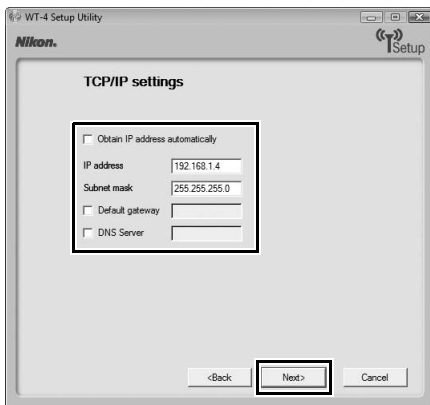 WT-4 Setup Utility
Nikon.
Setup
TCP/IP settings
Obtain IP address automatically
IP address 192.168.1.4
Subnet mask 255.255.255.0
Default gateway
DNS Server
<Back Next> Cancel